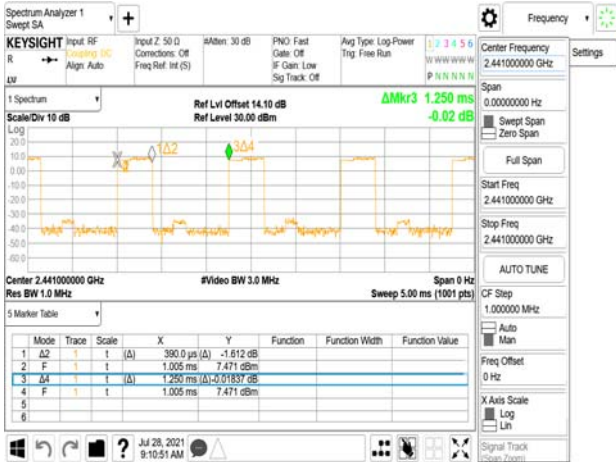 Spectrum Analyzer 1
Swept SA
+
Frequency
KEYSIGHT
Input: RF
Coupling: DC
Align: Auto
Input Z: 50 Ω
Corrections: Off
Freq Ref: Int (S)
#Atten: 30 dB
PNO: Fast
Gate: Off
IF Gain: Low
Sig Track: Off
Avg Type: Log-Power
Trig: Free Run
1 2 3 4 5 6
W W W W W W
P N N N N N
R
LV
Center Frequency
2.441000000 GHz
Settings
1 Spectrum
Ref Lvl Offset 14.10 dB
ΔMkr3 1.250 ms
Scale/Div 10 dB
Ref Level 30.00 dBm
-0.02 dB
Log
20.0
10.0
0.00
-10.0
-20.0
-30.0
-40.0
-50.0
-60.0
1Δ2
3Δ4
Center 2.441000000 GHz
#Video BW 3.0 MHz
Span 0 Hz
Res BW 1.0 MHz
Sweep 5.00 ms (1001 pts)
Span
0.00000000 Hz
Swept Span
Zero Span
Full Span
Start Freq
2.441000000 GHz
Stop Freq
2.441000000 GHz
AUTO TUNE
CF Step
1.000000 MHz
Auto
Man
Freq Offset
0 Hz
X Axis Scale
Log
Lin
Signal Track
(Span Zoom)
5 Marker Table
Mode Trace Scale X Y Function Function Width Function Value
1 Δ2 1 t (Δ) 390.0 µs (Δ) -1.612 dB
2 F 1 t 1.005 ms 7.471 dBm
3 Δ4 1 t (Δ) 1.250 ms (Δ) -0.01837 dB
4 F 1 t 1.005 ms 7.471 dBm
5
6
?
Jul 28, 2021
9:10:51 AM